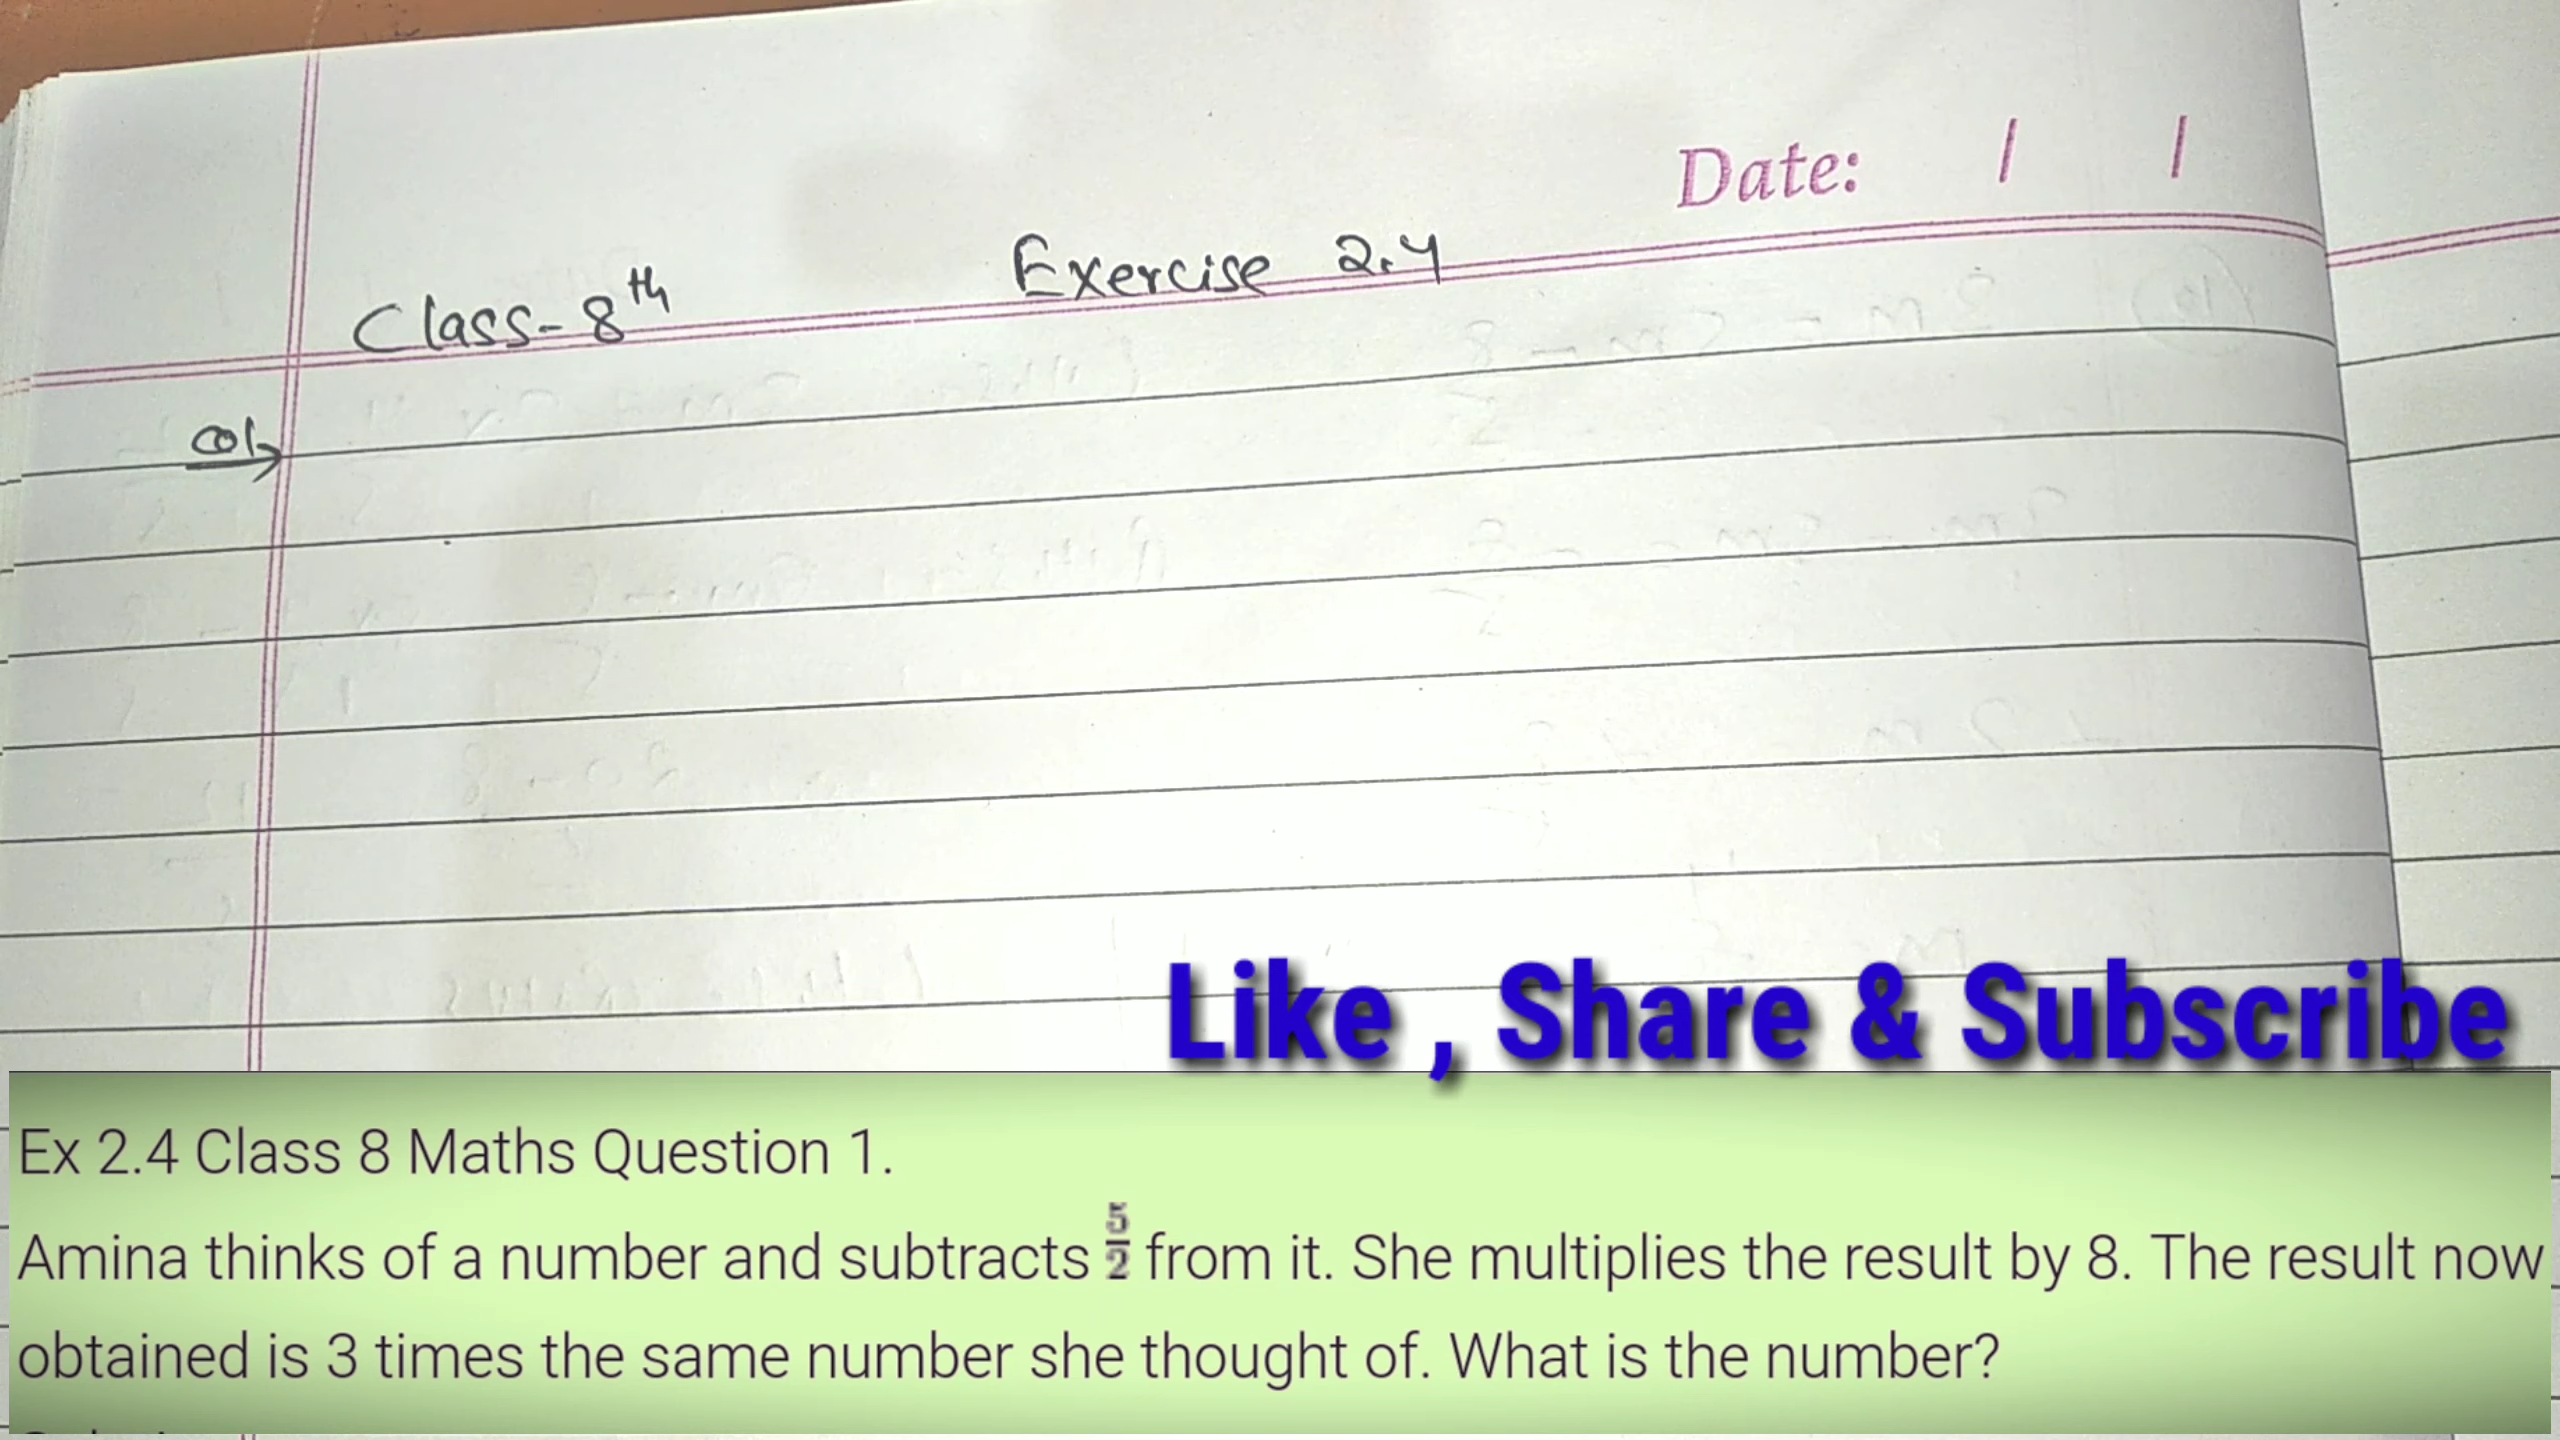 Date: / /
Class-8th Exercise 2.4
Like , Share & Subscribe
Ex 2.4 Class 8 Maths Question 1.
Amina thinks of a number and subtracts 5/2 from it. She multiplies the result by 8. The result now
obtained is 3 times the same number she thought of. What is the number?